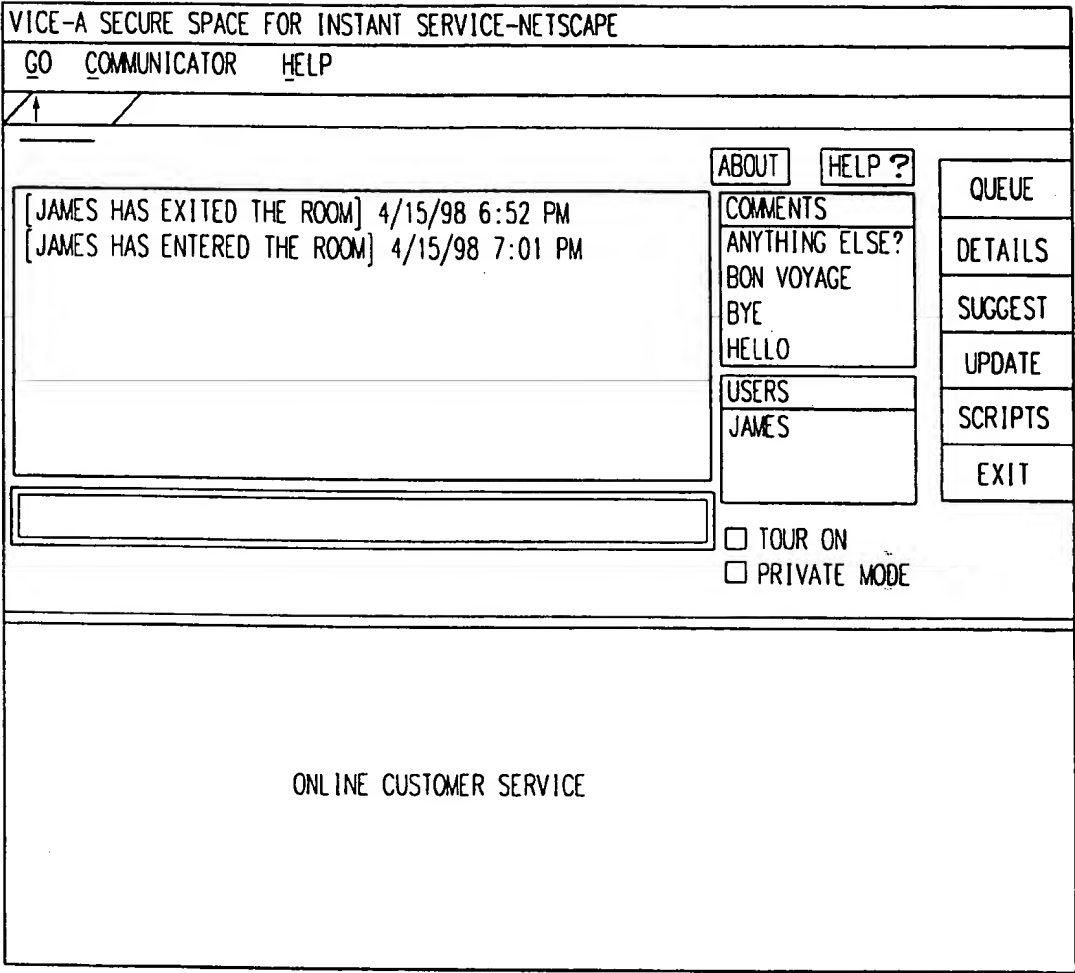 VICE-A SECURE SPACE FOR INSTANT SERVICE-NETSCAPE
GO COMMUNICATOR HELP
ABOUT HELP ?
[JAMES HAS EXITED THE ROOM] 4/15/98 6:52 PM
[JAMES HAS ENTERED THE ROOM] 4/15/98 7:01 PM
COMMENTS
ANYTHING ELSE?
BON VOYAGE
BYE
HELLO
USERS
JAMES
TOUR ON
PRIVATE MODE
QUEUE
DETAILS
SUGGEST
UPDATE
SCRIPTS
EXIT
ONLINE CUSTOMER SERVICE